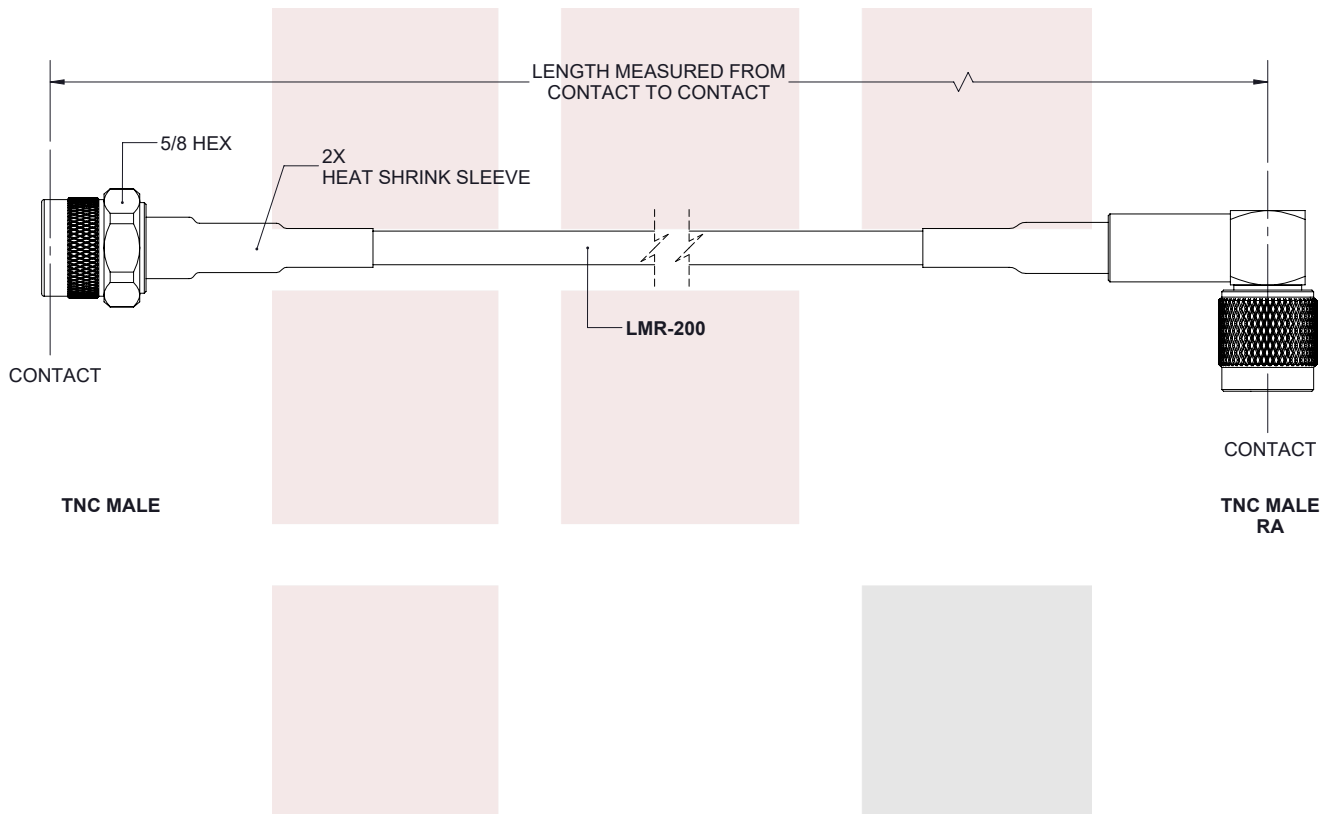 LENGTH MEASURED FROM
CONTACT TO CONTACT
5/8 HEX
2X
HEAT SHRINK SLEEVE
LMR-200
CONTACT
CONTACT
TNC MALE
TNC MALE
RA